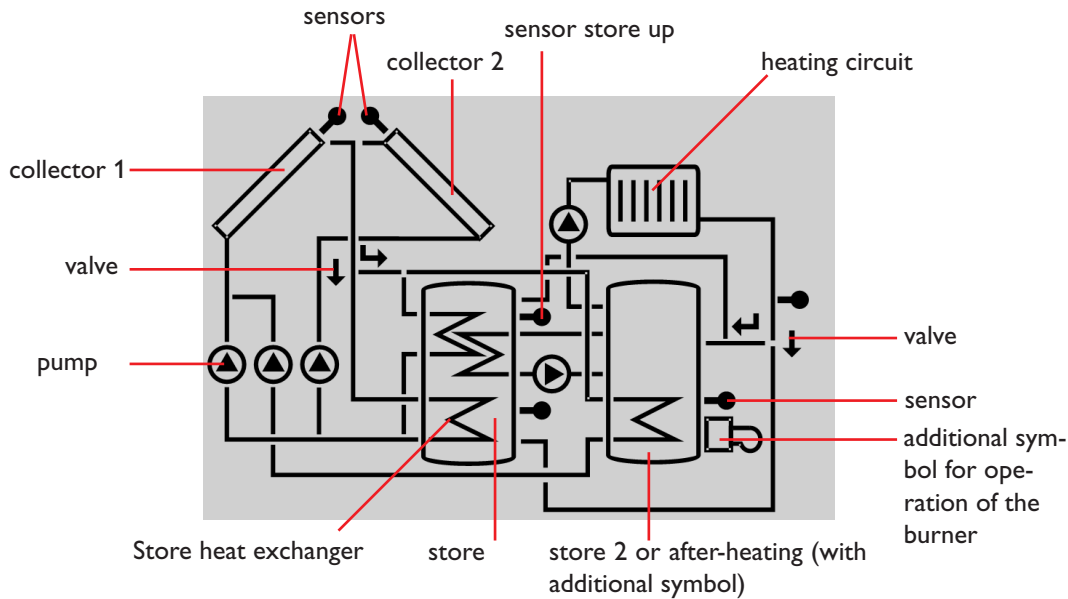 sensors
sensor store up
collector 2
heating circuit
collector 1
valve
valve
pump
sensor
additional sym-
bol for ope-
ration of the
burner
Store heat exchanger
store
store 2 or after-heating (with
additional symbol)